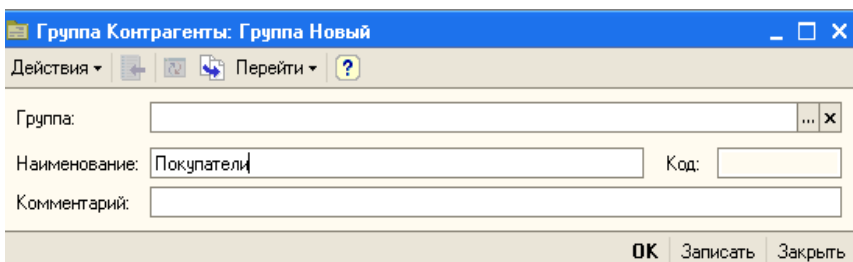 Группа Контрагенты: Группа Новый
Действия Перейти ?
Группа: ... x
Наименование: Покупатели Код:
Комментарий:
OK Записать Закрыть